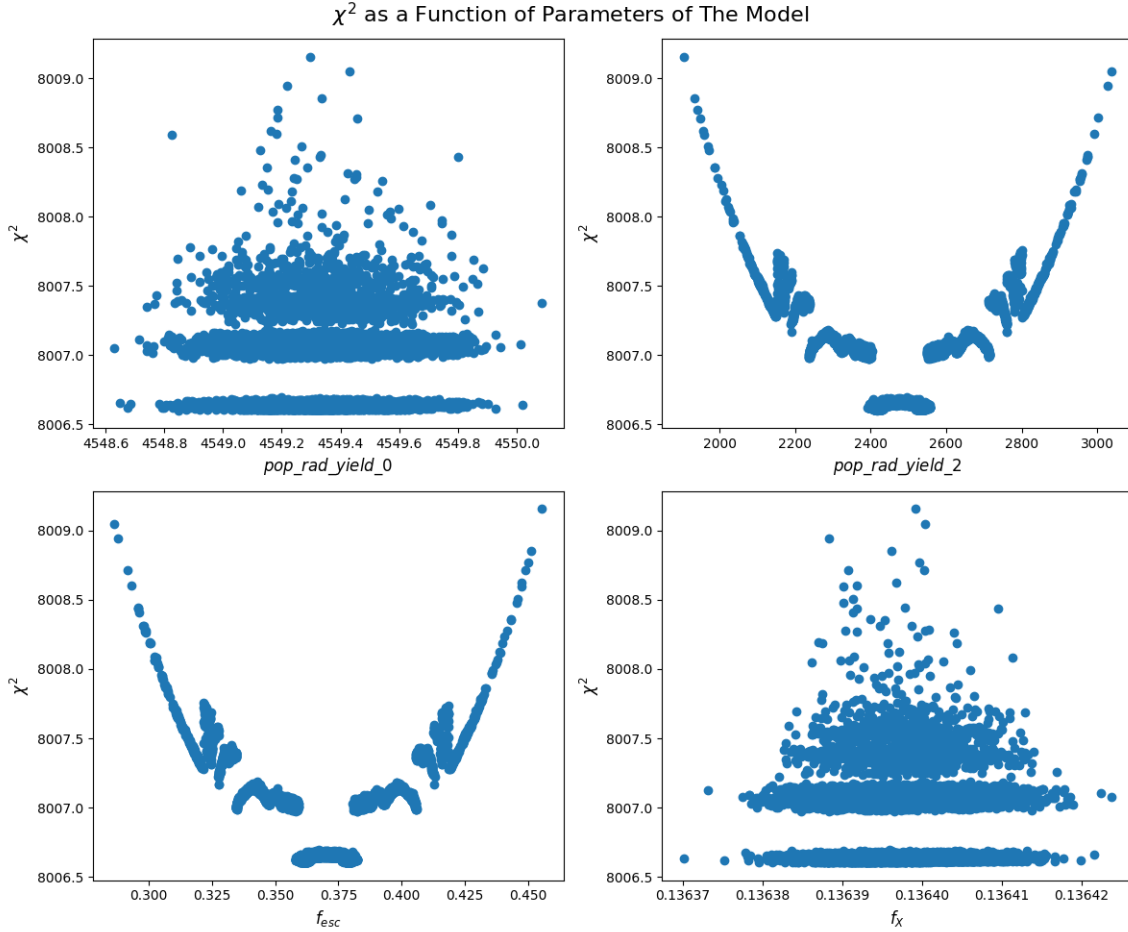 χ² as a Function of Parameters of The Model
8009.0
8008.5
8008.0
8007.5
8007.0
8006.5
χ²
4548.6 4548.8 4549.0 4549.2 4549.4 4549.6 4549.8 4550.0
pop_rad_yield_0
8009.0
8008.5
8008.0
8007.5
8007.0
8006.5
χ²
2000 2200 2400 2600 2800 3000
pop_rad_yield_2
8009.0
8008.5
8008.0
8007.5
8007.0
8006.5
χ²
0.300 0.325 0.350 0.375 0.400 0.425 0.450
f_esc
8009.0
8008.5
8008.0
8007.5
8007.0
8006.5
χ²
0.13637 0.13638 0.13639 0.13640 0.13641 0.13642
f_X